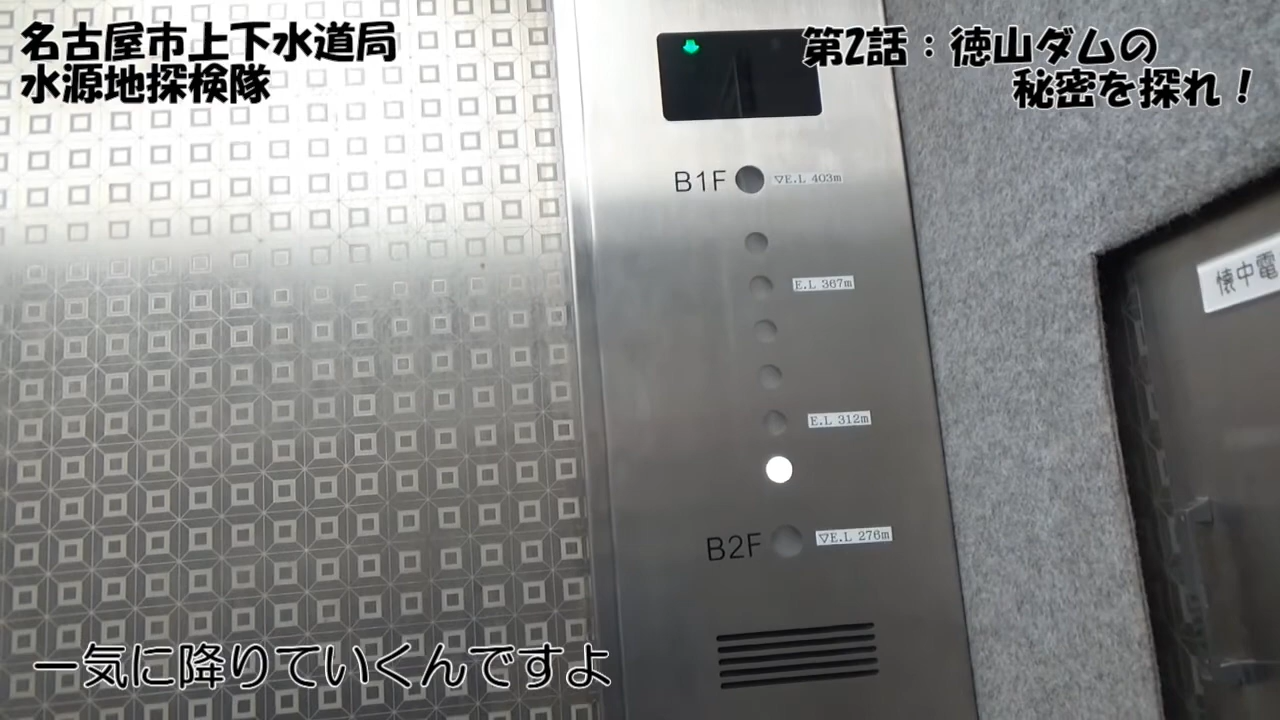 名古屋市上下水道局
水源地探検隊
第2話：徳山ダムの
秘密を探れ！
B1F ▽E.L 403m
E.L 367m
E.L 312m
B2F ▽E.L 276m
懐中電
一気に降りていくんですよ